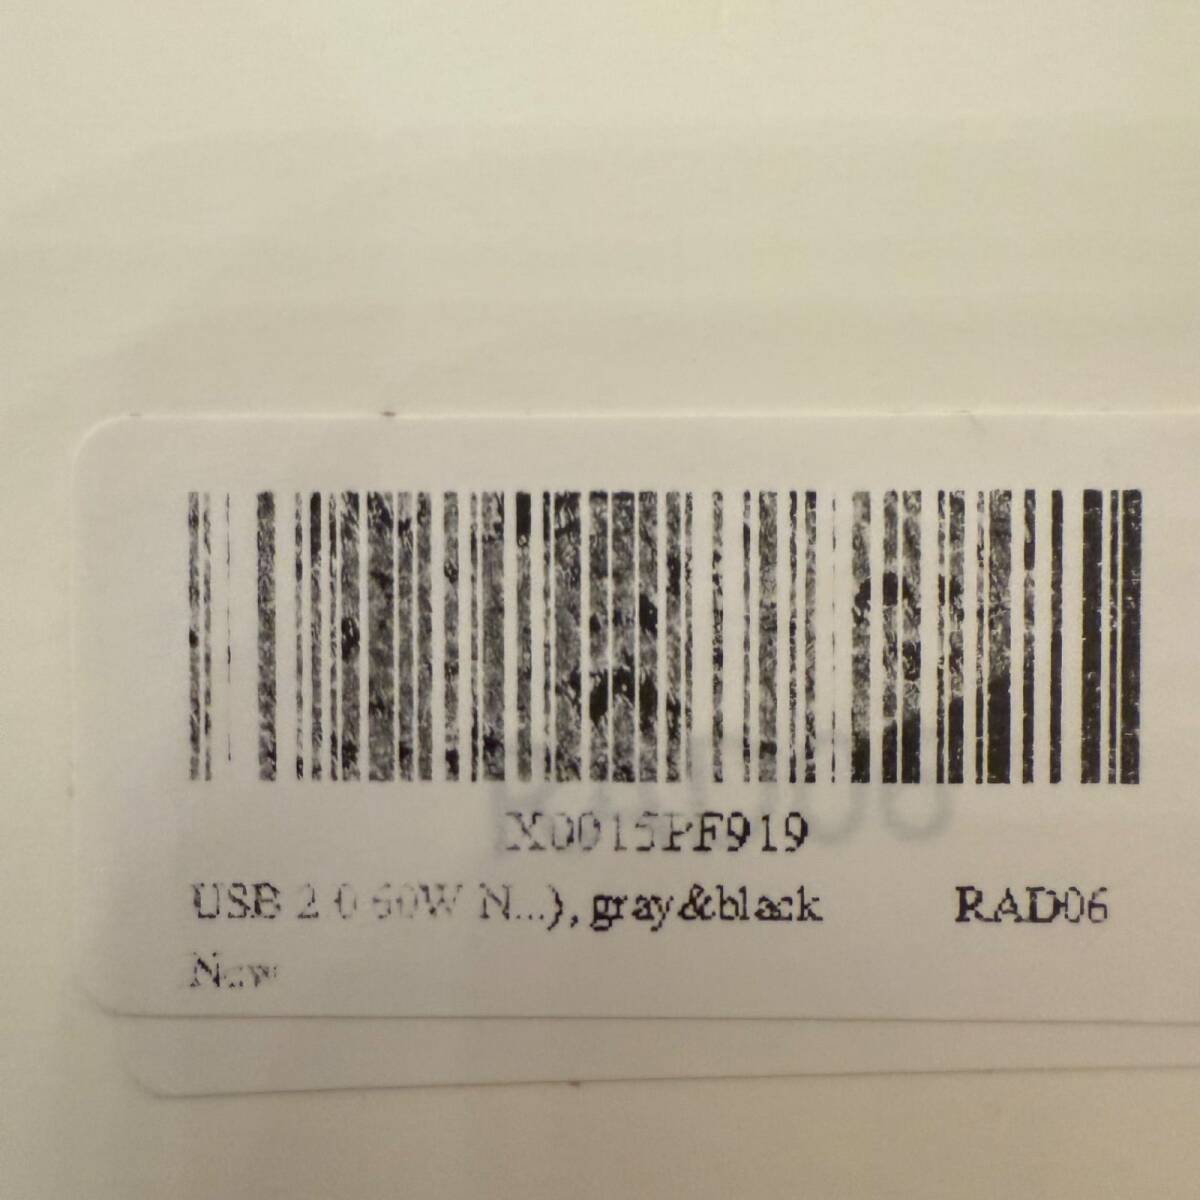 X0015PF919
USB 2.0 60W N...), gray&black RAD06
New